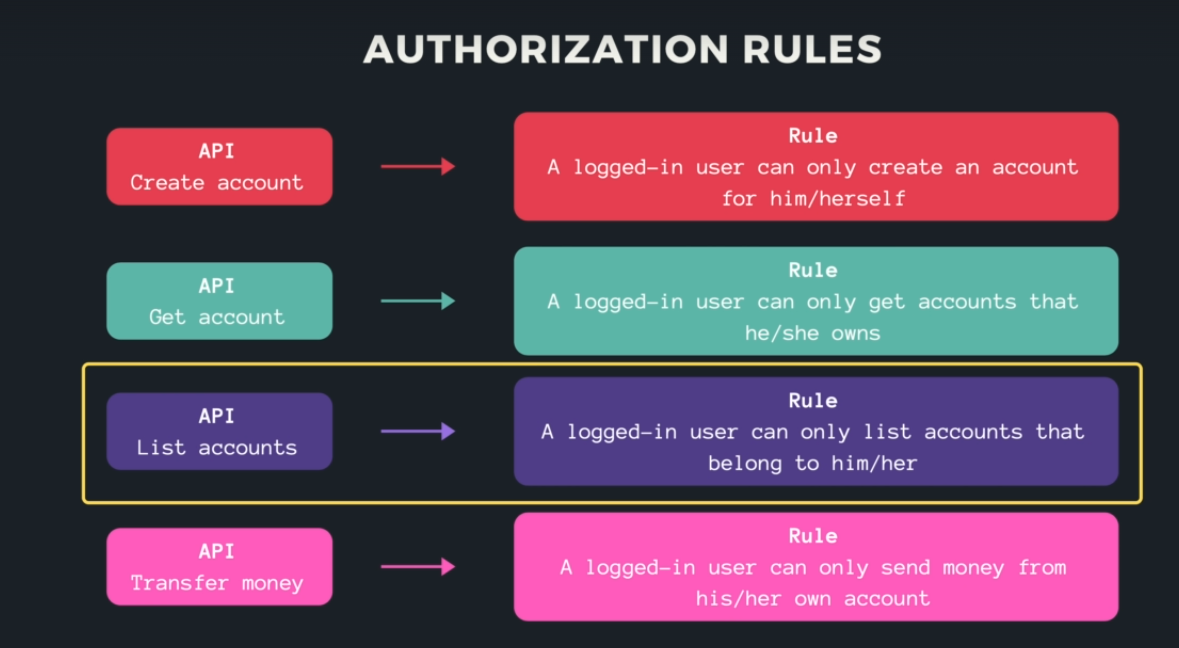 AUTHORIZATION RULES
API
Create account
Rule
A logged-in user can only create an account
for him/herself
API
Get account
Rule
A logged-in user can only get accounts that
he/she owns
API
List accounts
Rule
A logged-in user can only list accounts that
belong to him/her
API
Transfer money
Rule
A logged-in user can only send money from
his/her own account